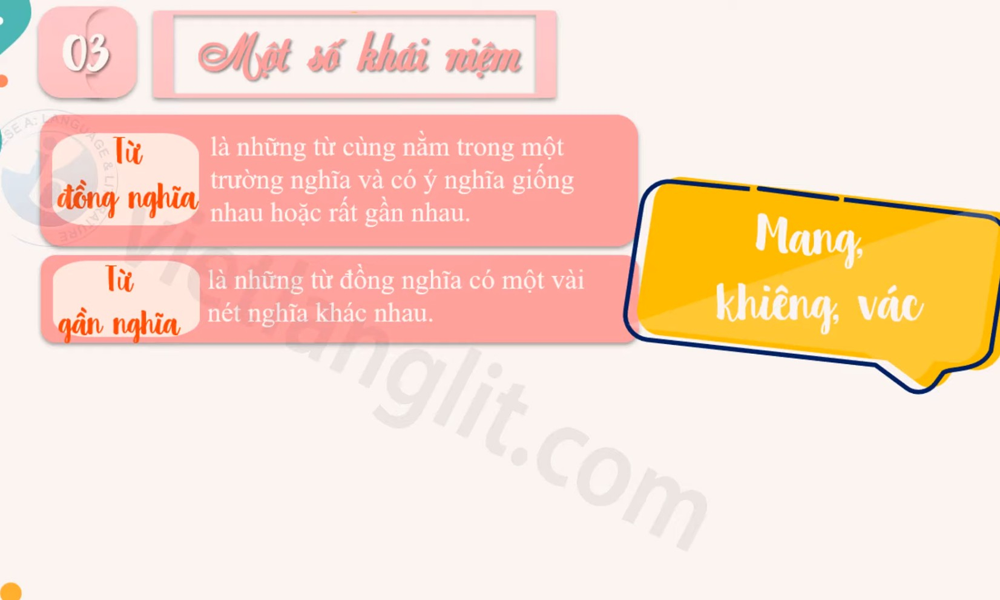 03
Một số khái niệm
Từ
đồng nghĩa
là những từ cùng nằm trong một
trường nghĩa và có ý nghĩa giống
nhau hoặc rất gần nhau.
Từ
gần nghĩa
là những từ đồng nghĩa có một vài
nét nghĩa khác nhau.
Mang,
khiêng, vác
vietlanglit.com